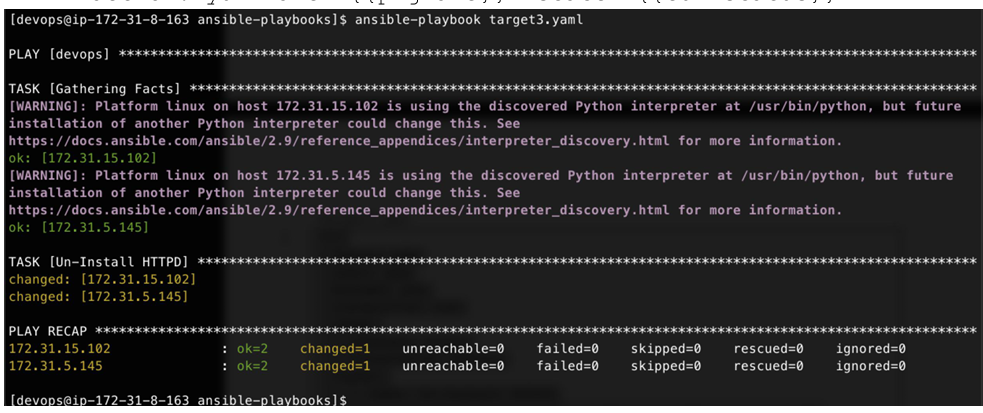 [devops@ip-172-31-8-163 ansible-playbooks]$ ansible-playbook target3.yaml
PLAY [devops] ***********************************************************************************************************
TASK [Gathering Facts] **************************************************************************************************
[WARNING]: Platform linux on host 172.31.15.102 is using the discovered Python interpreter at /usr/bin/python, but future
installation of another Python interpreter could change this. See
https://docs.ansible.com/ansible/2.9/reference_appendices/interpreter_discovery.html for more information.
ok: [172.31.15.102]
[WARNING]: Platform linux on host 172.31.5.145 is using the discovered Python interpreter at /usr/bin/python, but future
installation of another Python interpreter could change this. See
https://docs.ansible.com/ansible/2.9/reference_appendices/interpreter_discovery.html for more information.
ok: [172.31.5.145]
TASK [Un-Install HTTPD] *************************************************************************************************
changed: [172.31.15.102]
changed: [172.31.5.145]
PLAY RECAP **************************************************************************************************************
172.31.15.102 : ok=2 changed=1 unreachable=0 failed=0 skipped=0 rescued=0 ignored=0
172.31.5.145 : ok=2 changed=1 unreachable=0 failed=0 skipped=0 rescued=0 ignored=0
[devops@ip-172-31-8-163 ansible-playbooks]$